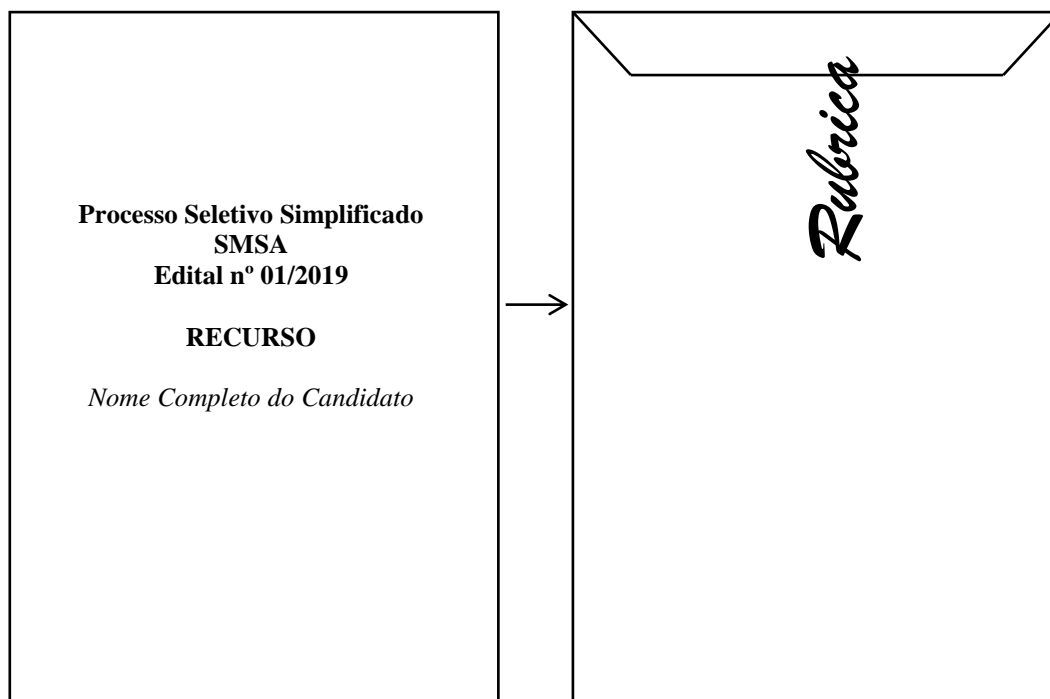 Processo Seletivo Simplificado
SMSA
Edital nº 01/2019
RECURSO
Nome Completo do Candidato
Rubrica